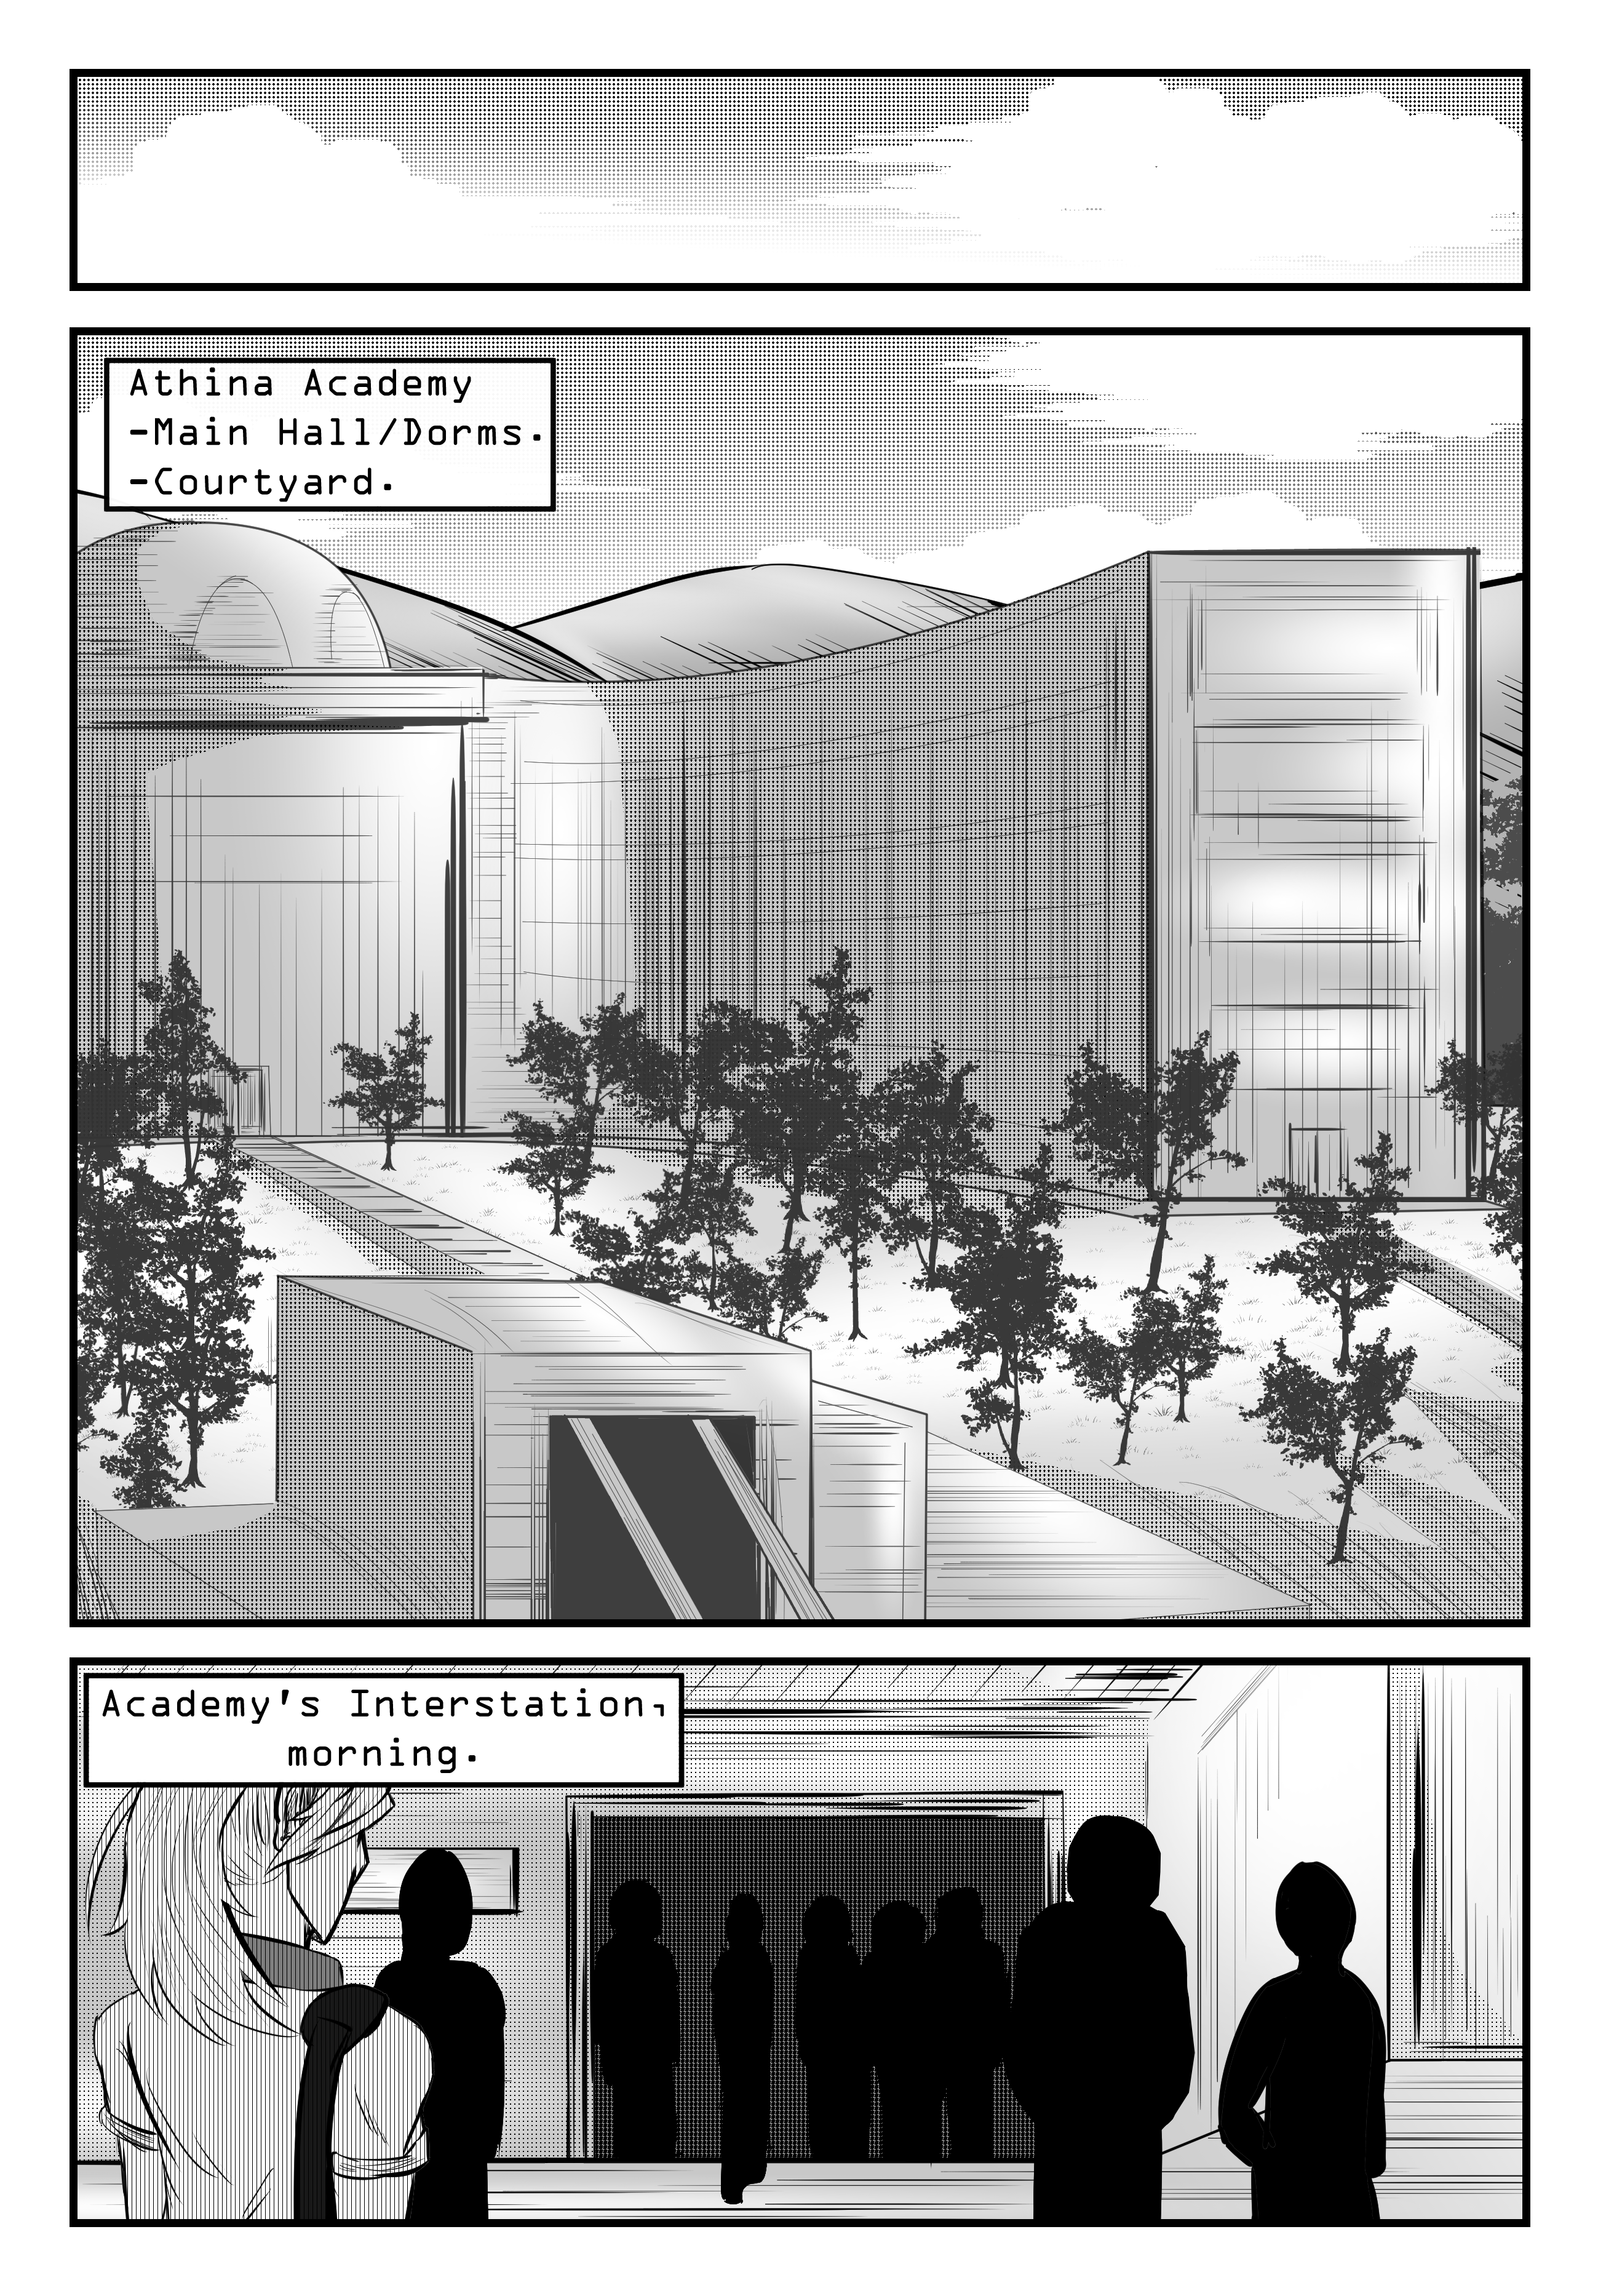 Athina Academy
-Main Hall/Dorms.
-Courtyard.
Academy's Interstation,
morning.